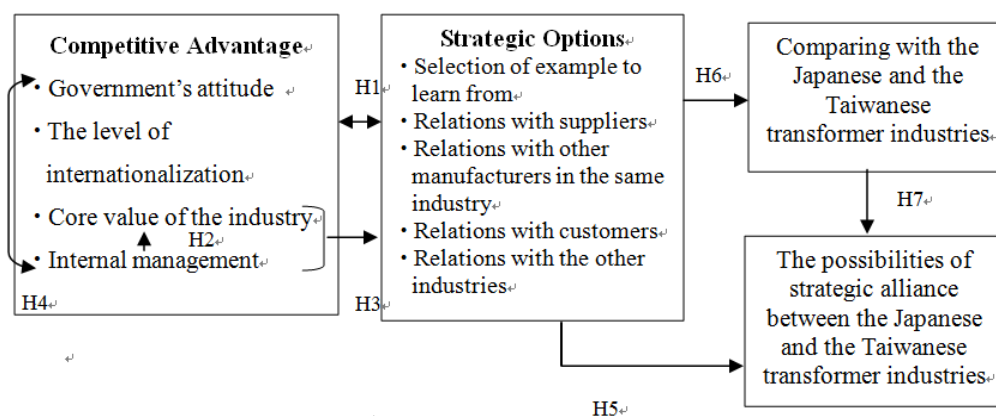 Competitive Advantage
・Government's attitude
・The level of
internationalization
・Core value of the industry
H2
・Internal management
H4
H1
H3
Strategic Options
・Selection of example to
learn from
・Relations with suppliers
・Relations with other
manufacturers in the same
industry
・Relations with customers
・Relations with the other
industries
H6
Comparing with the
Japanese and the
Taiwanese
transformer industries
H7
The possibilities of
strategic alliance
between the Japanese
and the Taiwanese
transformer industries
H5